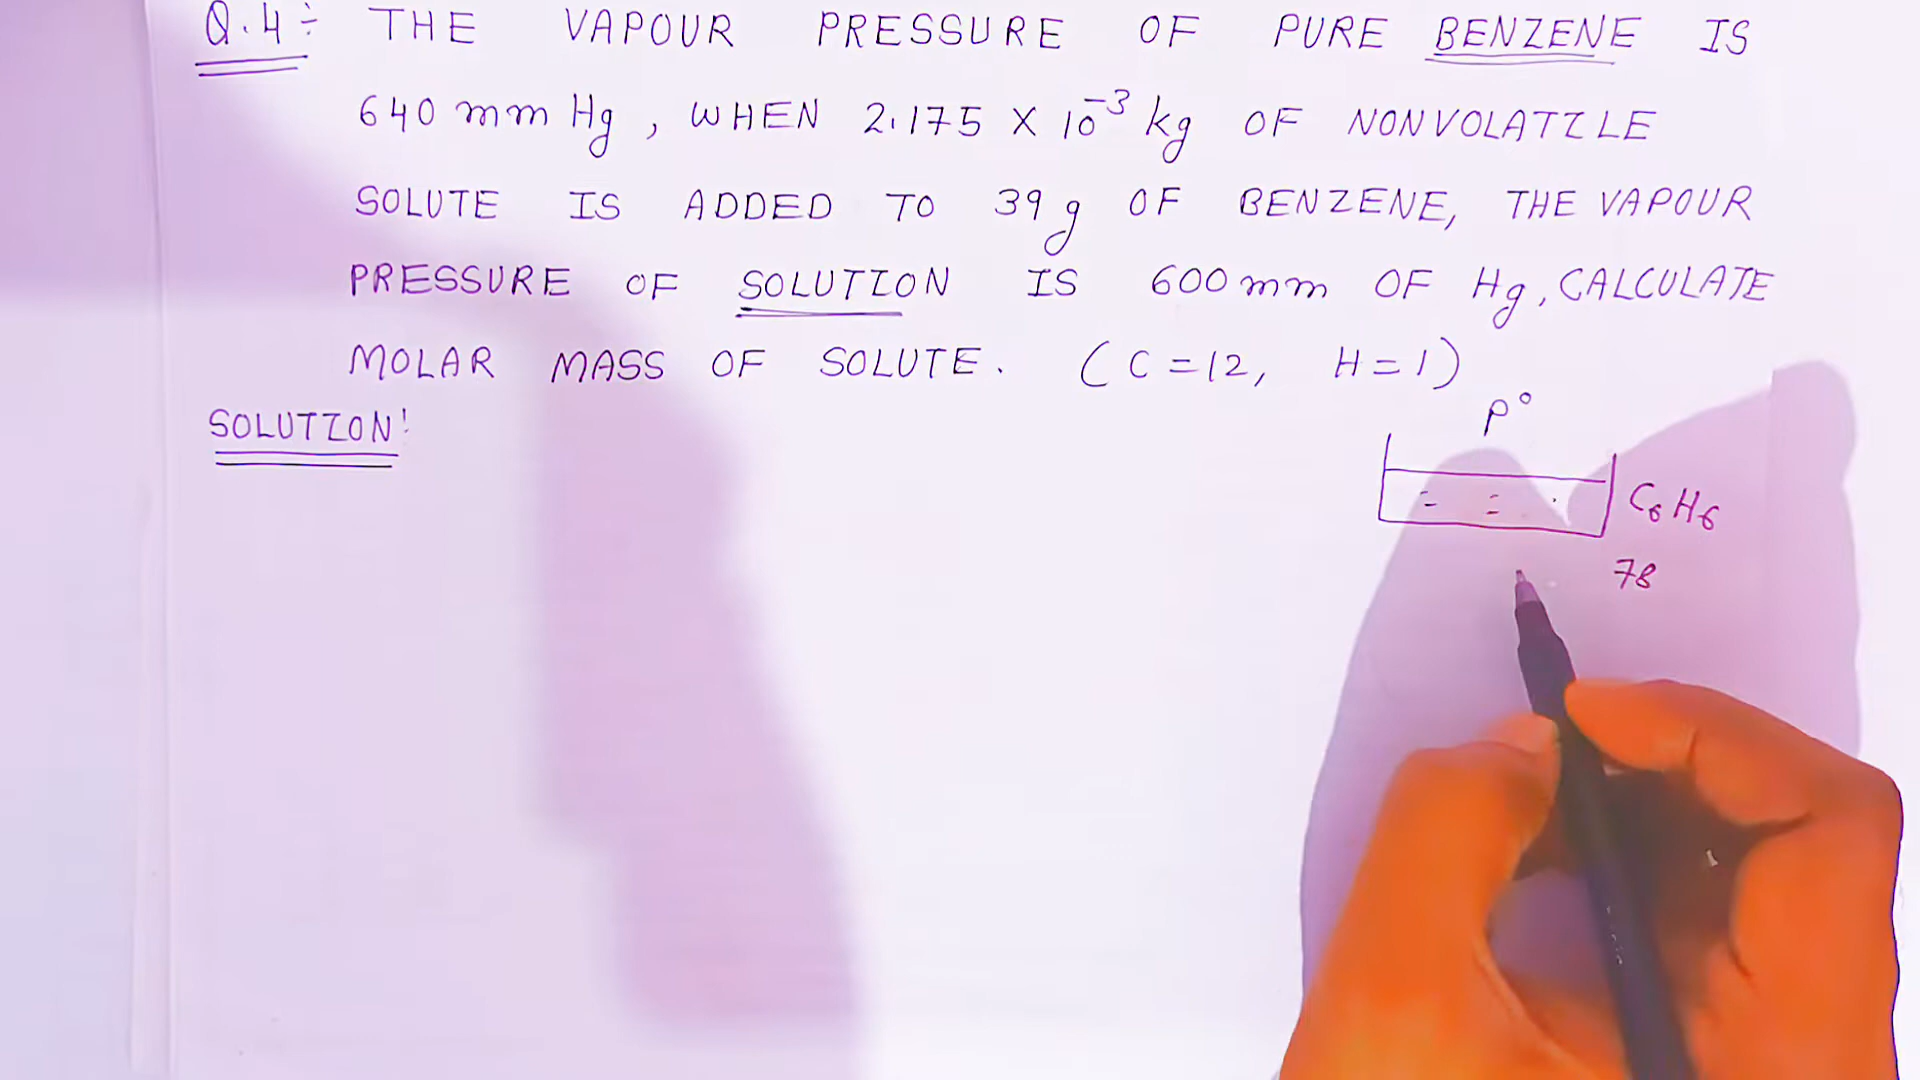 Q.4÷ THE VAPOUR PRESSURE OF PURE BENZENE IS
640 mm Hg, WHEN 2.175 X 10⁻³ kg OF NONVOLATILE
SOLUTE IS ADDED TO 39 g OF BENZENE, THE VAPOUR
PRESSURE OF SOLUTION IS 600 mm OF Hg, CALCULATE
MOLAR MASS OF SOLUTE. (C=12, H=1)
SOLUTION:
P°
C₆H₆
78